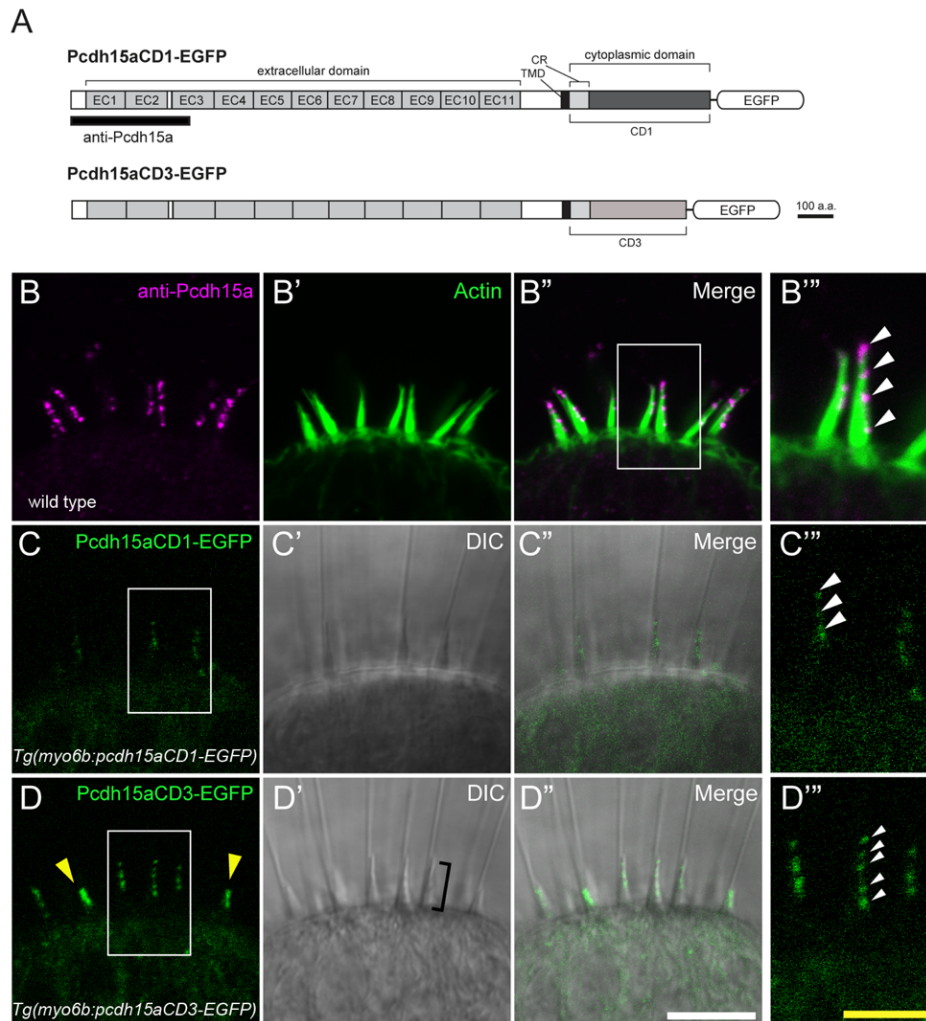 A
Pcdh15aCD1-EGFP
extracellular domain
TMD
CR
cytoplasmic domain
EC1 EC2 EC3 EC4 EC5 EC6 EC7 EC8 EC9 EC10 EC11
EGFP
anti-Pcdh15a
CD1
Pcdh15aCD3-EGFP
EGFP
100 a.a.
CD3
B anti-Pcdh15a
wild type
B' Actin
B" Merge
B'"
C Pcdh15aCD1-EGFP
Tg(myo6b:pcdh15aCD1-EGFP)
C' DIC
C" Merge
C'"
D Pcdh15aCD3-EGFP
Tg(myo6b:pcdh15aCD3-EGFP)
D' DIC
D" Merge
D'"